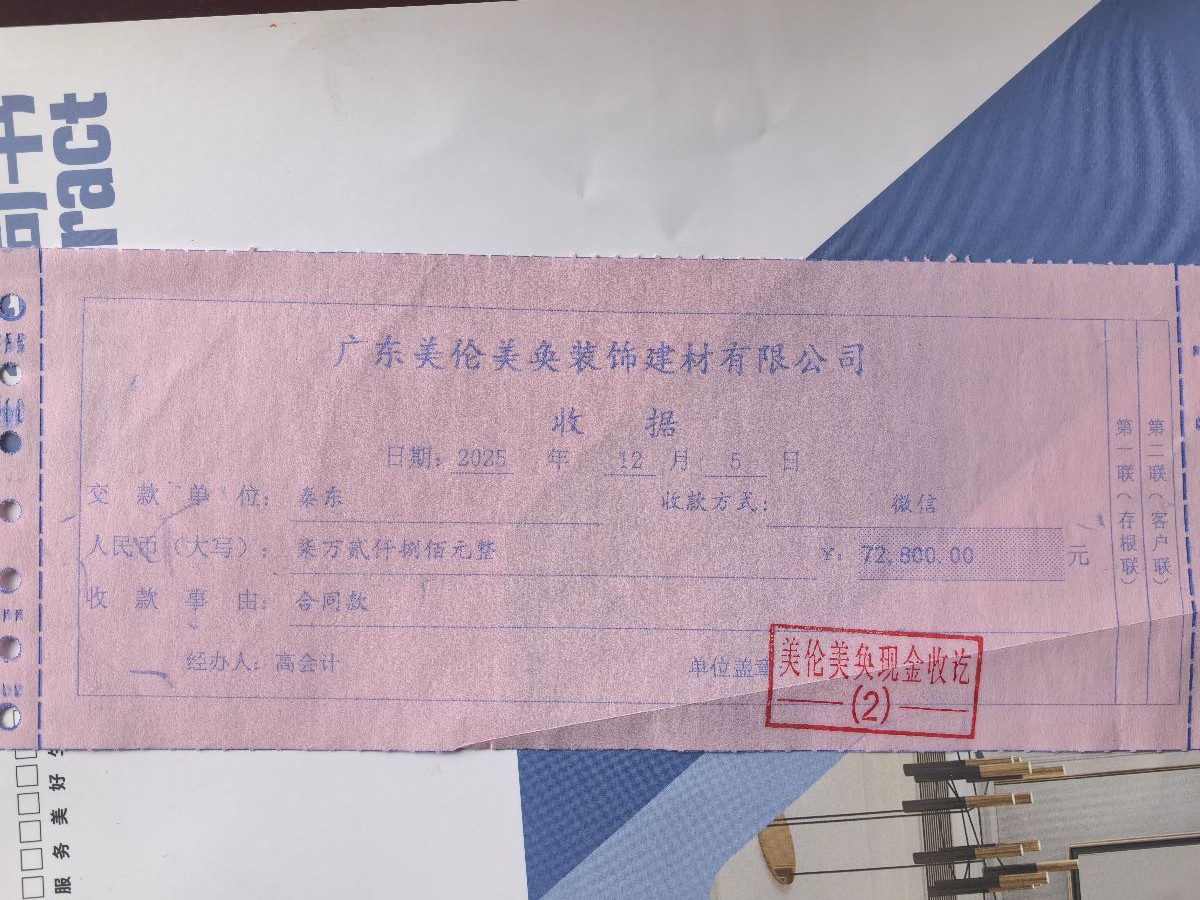 ract
广东美伦美奂装饰建材有限公司
收 据
日期: 2025 年 12 月 5 日
交 款 单 位: 泰东
收款方式: 微信
人民币(大写): 柒万贰仟捌佰元整
¥: 72,800.00 元
收 款 事 由: 合同款
经办人: 高会计
单位盖章
美伦美奂现金收讫
(2)
第一联(存根联)
第二联(客户联)
服务美好